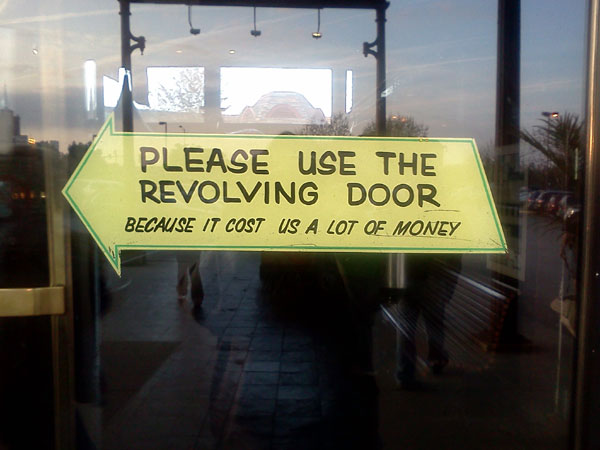 PLEASE USE THE
REVOLVING DOOR
BECAUSE IT COST US A LOT OF MONEY